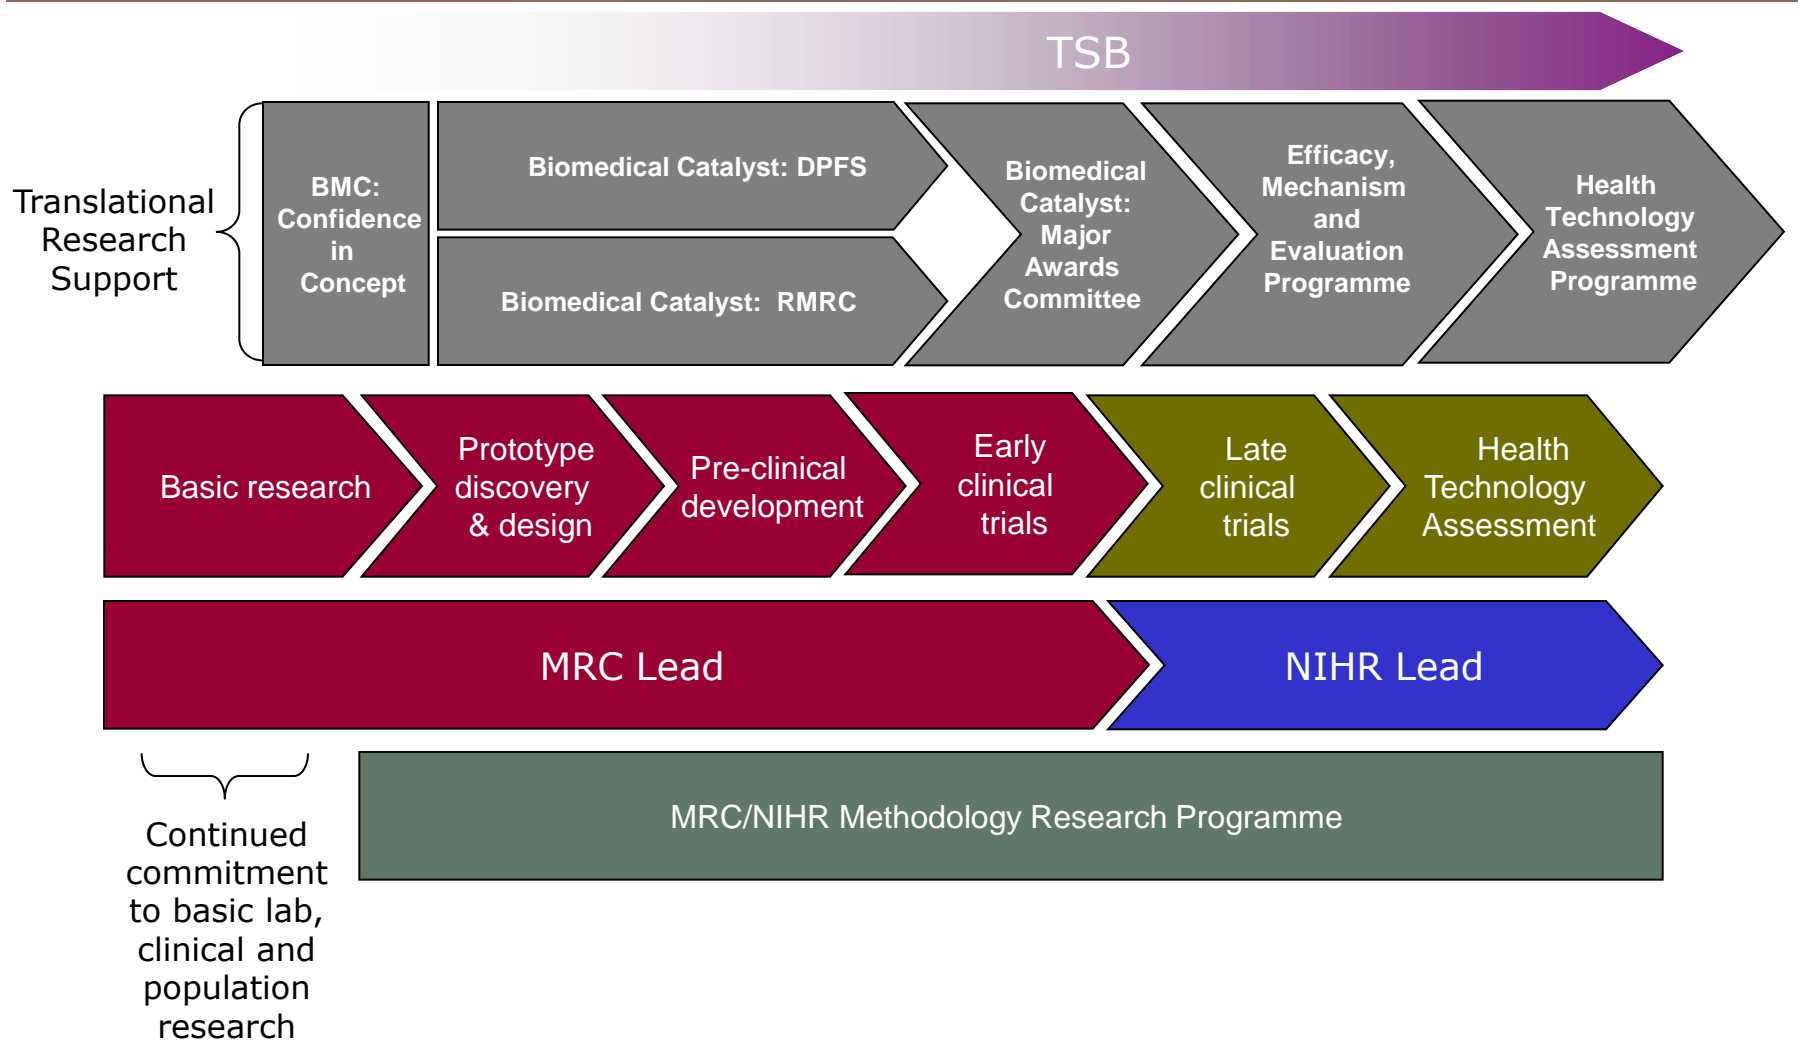 TSB
Translational
Research
Support
BMC:
Confidence
in
Concept
Biomedical Catalyst: DPFS
Biomedical Catalyst: RMRC
Biomedical
Catalyst:
Major
Awards
Committee
Efficacy,
Mechanism
and
Evaluation
Programme
Health
Technology
Assessment
Programme
Basic research
Prototype
discovery
& design
Pre-clinical
development
Early
clinical
trials
Late
clinical
trials
Health
Technology
Assessment
MRC Lead
NIHR Lead
MRC/NIHR Methodology Research Programme
Continued
commitment
to basic lab,
clinical and
population
research